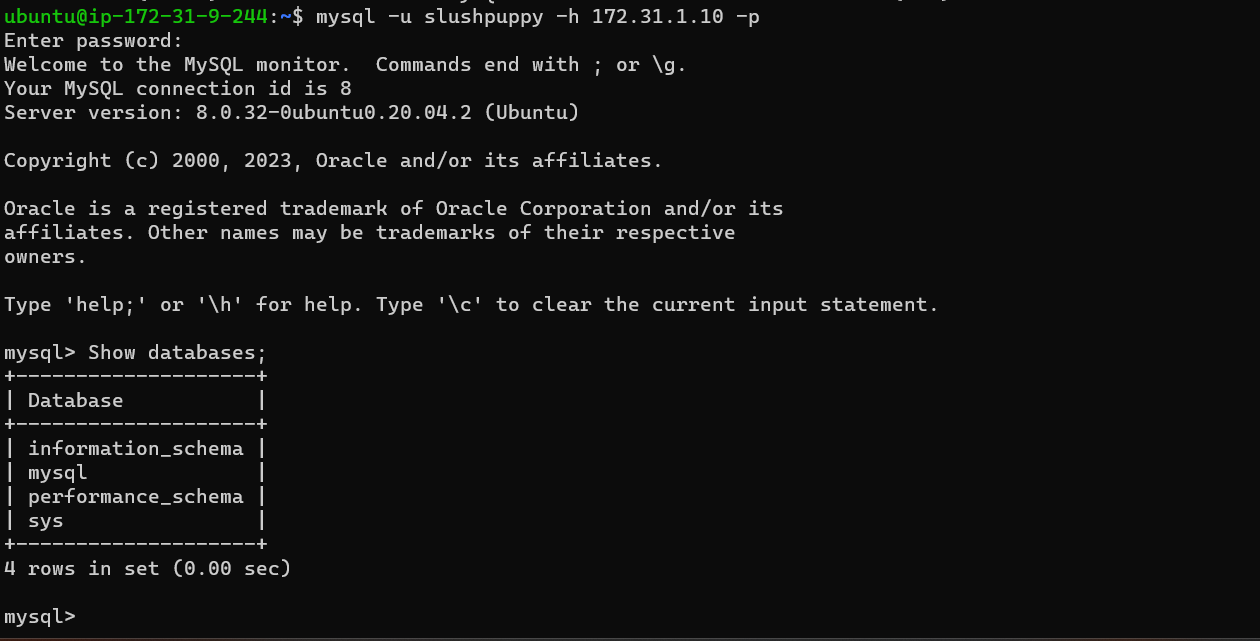 ubuntu@ip-172-31-9-244:~$ mysql -u slushpuppy -h 172.31.1.10 -p
Enter password:
Welcome to the MySQL monitor.  Commands end with ; or \g.
Your MySQL connection id is 8
Server version: 8.0.32-0ubuntu0.20.04.2 (Ubuntu)

Copyright (c) 2000, 2023, Oracle and/or its affiliates.

Oracle is a registered trademark of Oracle Corporation and/or its
affiliates. Other names may be trademarks of their respective
owners.

Type 'help;' or '\h' for help. Type '\c' to clear the current input statement.

mysql> Show databases;
+--------------------+
| Database           |
+--------------------+
| information_schema |
| mysql              |
| performance_schema |
| sys                |
+--------------------+
4 rows in set (0.00 sec)

mysql>